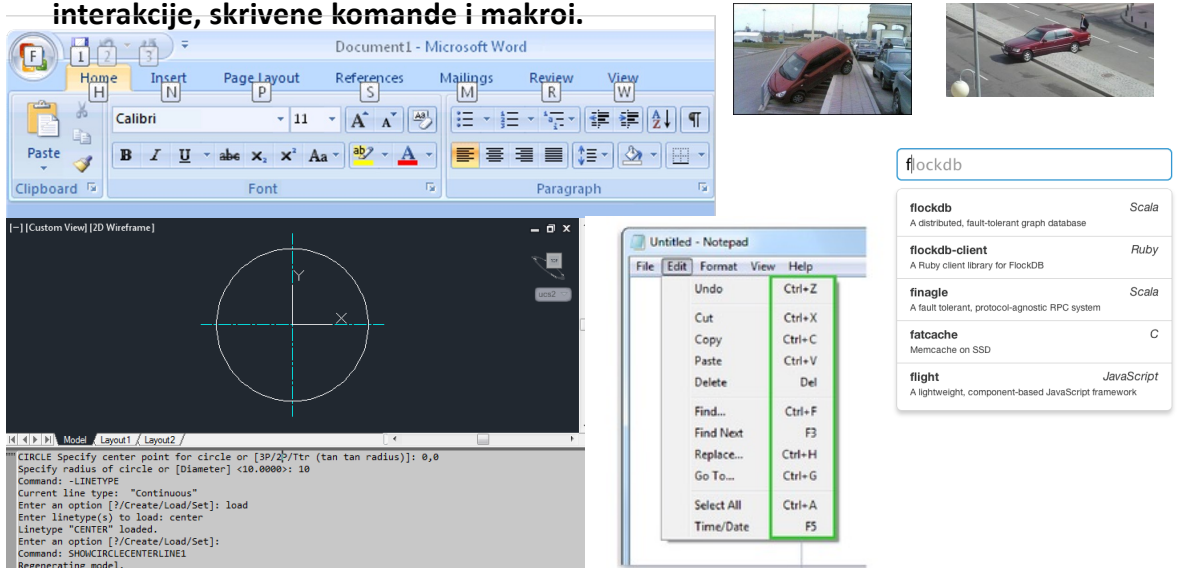 interakcije, skrivene komande i makroi.
F 1 2 3 Document1 - Microsoft Word
Home Insert Page Layout References Mailings Review View
H N P S M R W
Calibri 11 A A Aa
Paste B I U abc x₂ x² Aa ab A
Clipboard Font Paragraph
[−] [Custom View] [2D Wireframe]
TOP
Y
X
ucs2
Model Layout1 Layout2
CIRCLE Specify center point for circle or [3P/2P/Ttr (tan tan radius)]: 0,0
Specify radius of circle or [Diameter] <10.0000>: 10
Command: -LINETYPE
Current line type:  "Continuous"
Enter an option [?/Create/Load/Set]: load
Enter linetype(s) to load: center
Linetype "CENTER" loaded.
Enter an option [?/Create/Load/Set]:
Command: SHOWCIRCLECENTERLINE1
Regenerating model.
Untitled - Notepad
File Edit Format View Help
Undo Ctrl+Z
Cut Ctrl+X
Copy Ctrl+C
Paste Ctrl+V
Delete Del
Find... Ctrl+F
Find Next F3
Replace... Ctrl+H
Go To... Ctrl+G
Select All Ctrl+A
Time/Date F5
flockdb
flockdb Scala
A distributed, fault-tolerant graph database
flockdb-client Ruby
A Ruby client library for FlockDB
finagle Scala
A fault tolerant, protocol-agnostic RPC system
fatcache C
Memcache on SSD
flight JavaScript
A lightweight, component-based JavaScript framework